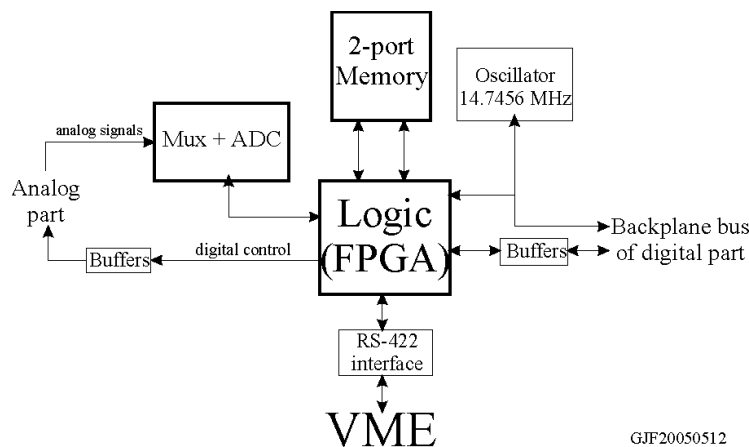 2-port
Memory
Oscillator
14.7456 MHz
analog signals
Mux + ADC
Analog
part
Logic
(FPGA)
Backplane bus
of digital part
Buffers
digital control
Buffers
RS-422
interface
VME
GJF20050512